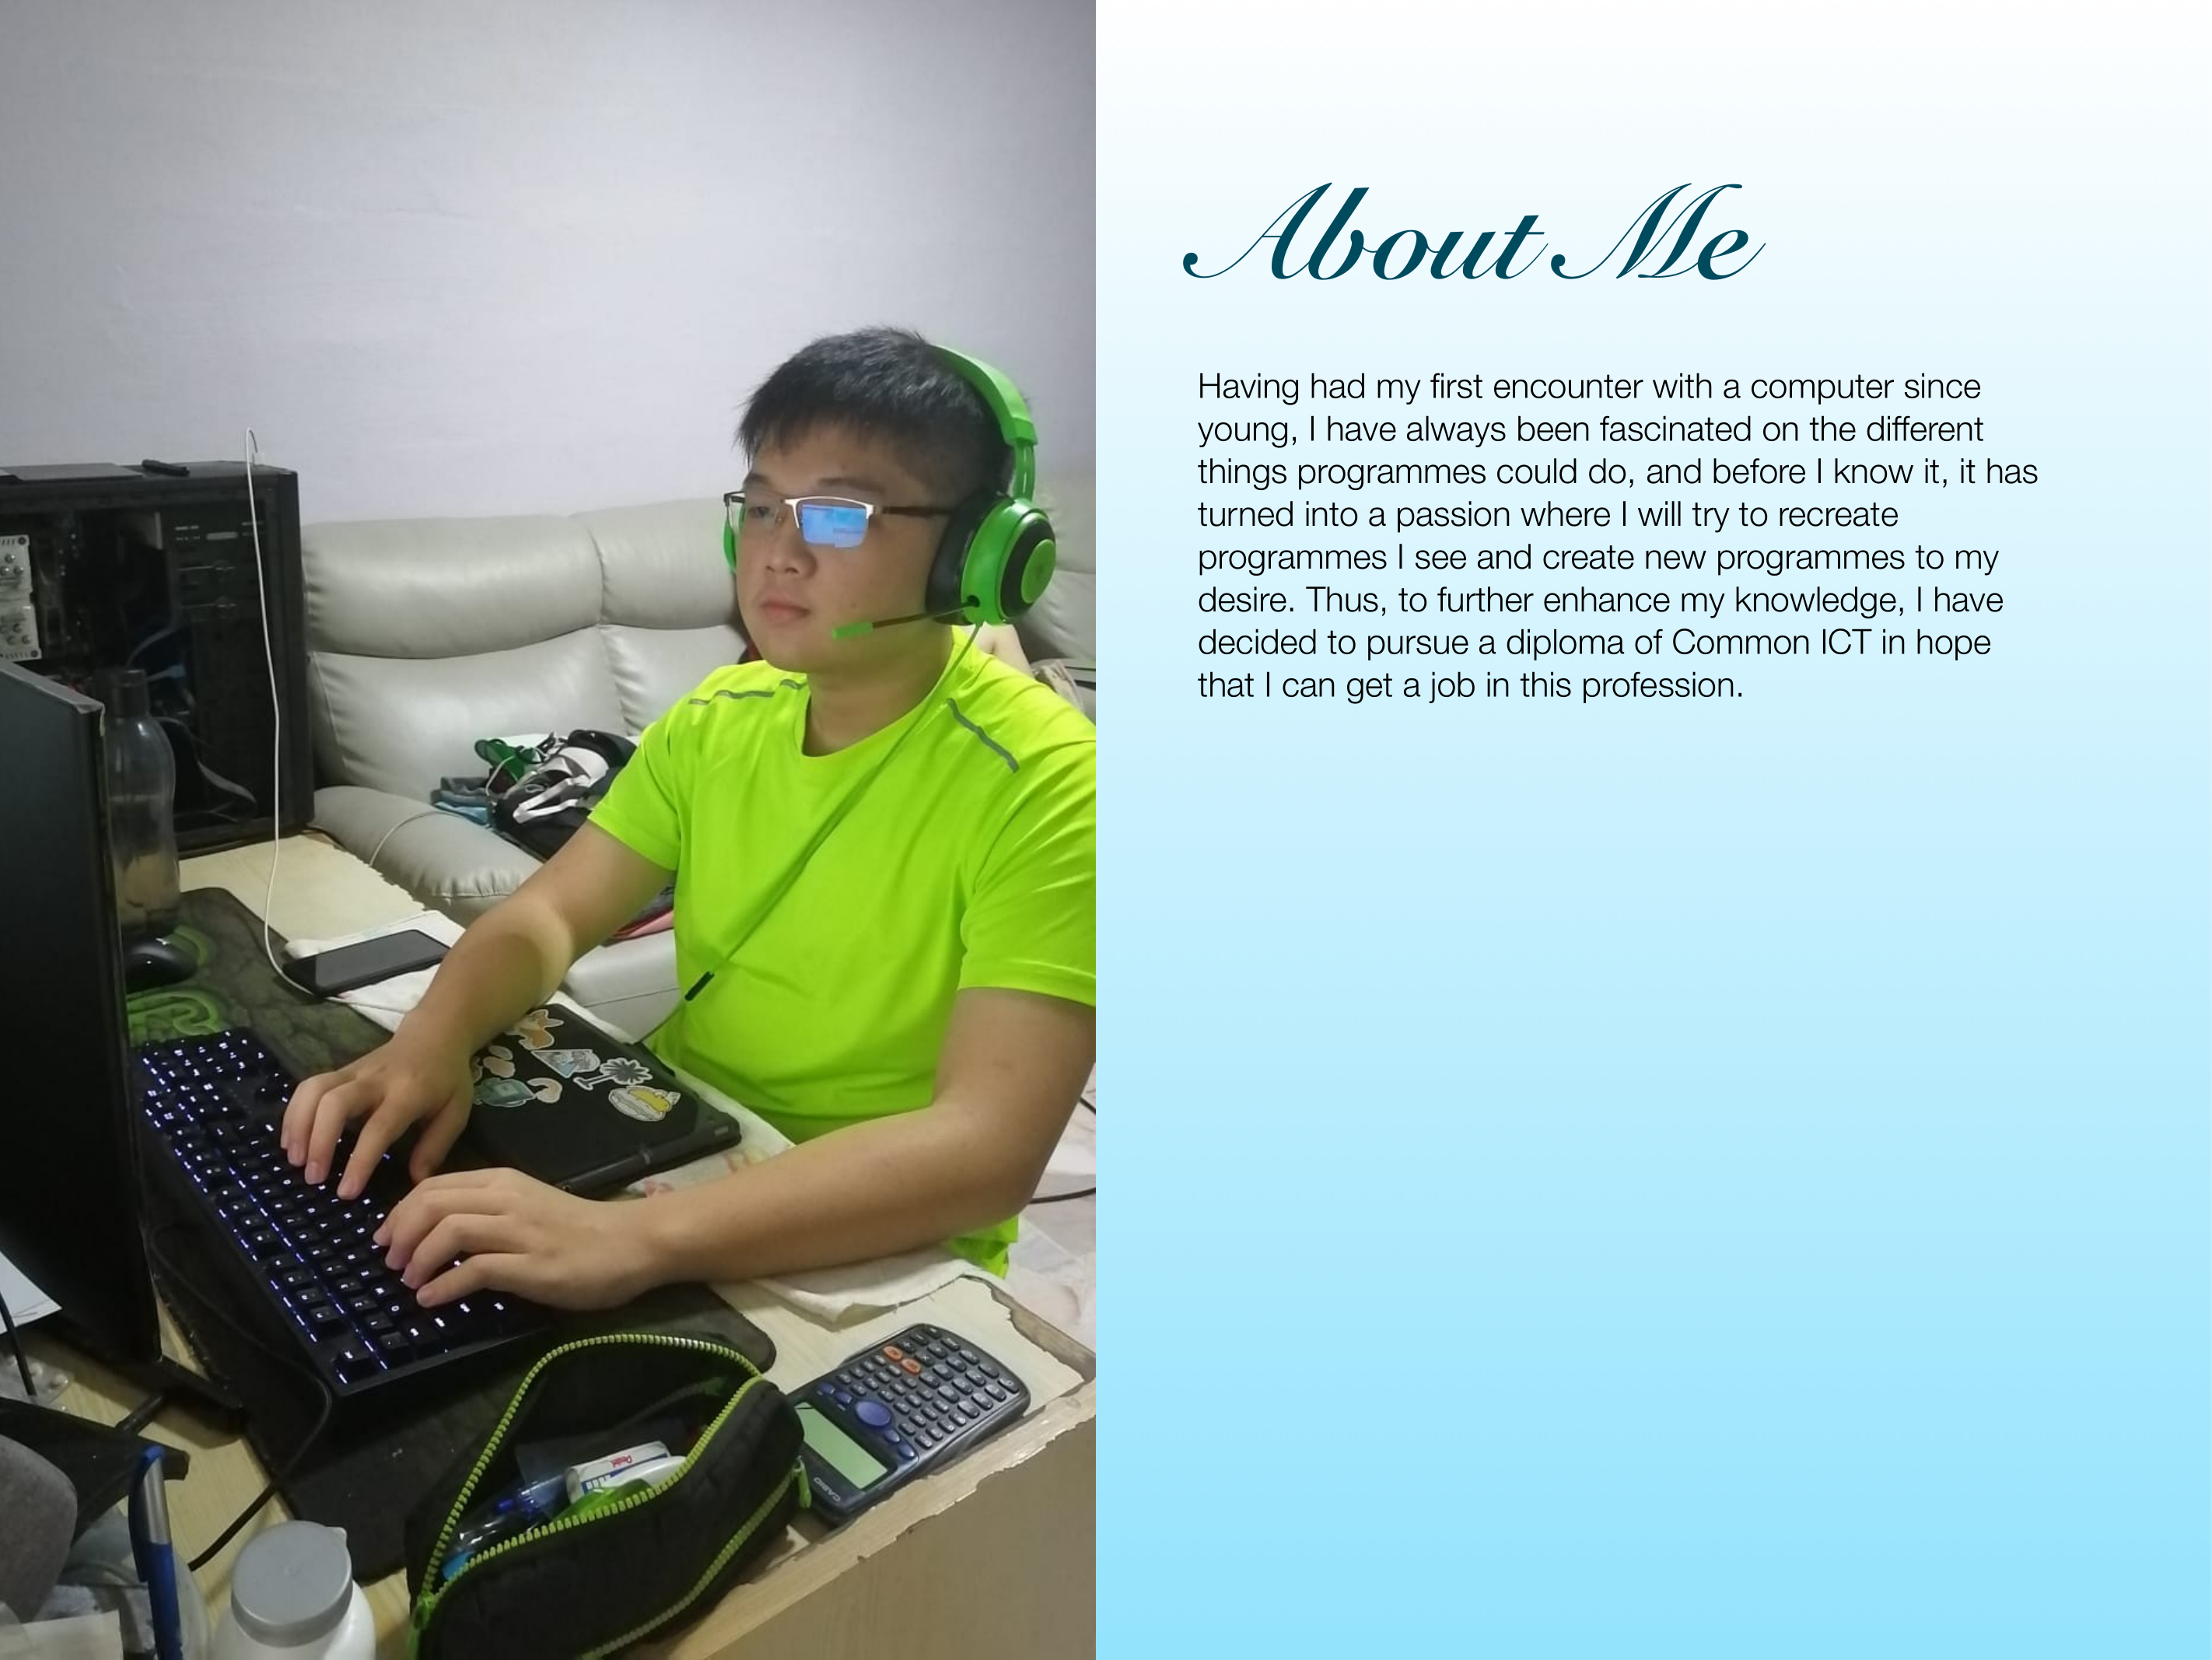 About Me
Having had my first encounter with a computer since
young, I have always been fascinated on the different
things programmes could do, and before I know it, it has
turned into a passion where I will try to recreate
programmes I see and create new programmes to my
desire. Thus, to further enhance my knowledge, I have
decided to pursue a diploma of Common ICT in hope
that I can get a job in this profession.
Pentel
CASIO